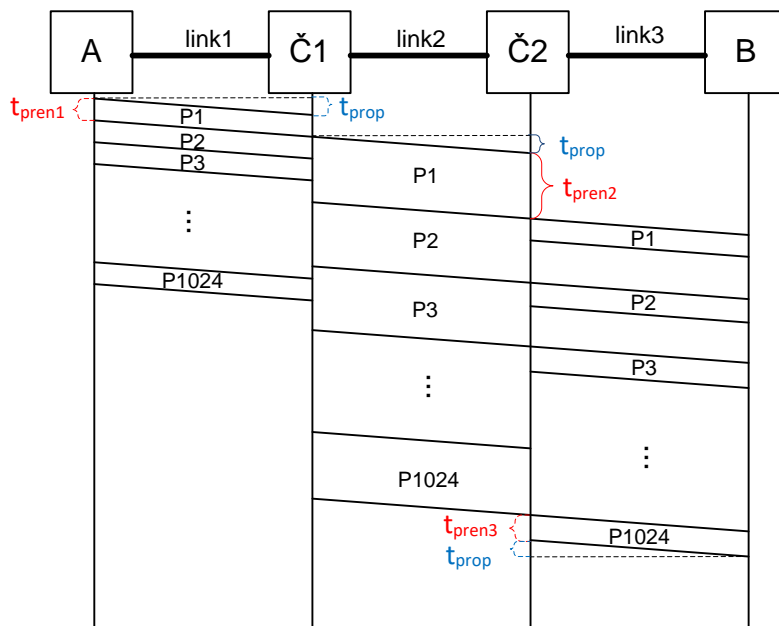 A link1 Č1 link2 Č2 link3 B
tpren1 P1 tprop
P2 tprop
P3 P1 tpren2
⋮ P2 P1
P1024 P3 P2
⋮ P3
P1024 ⋮
tpren3 P1024
tprop